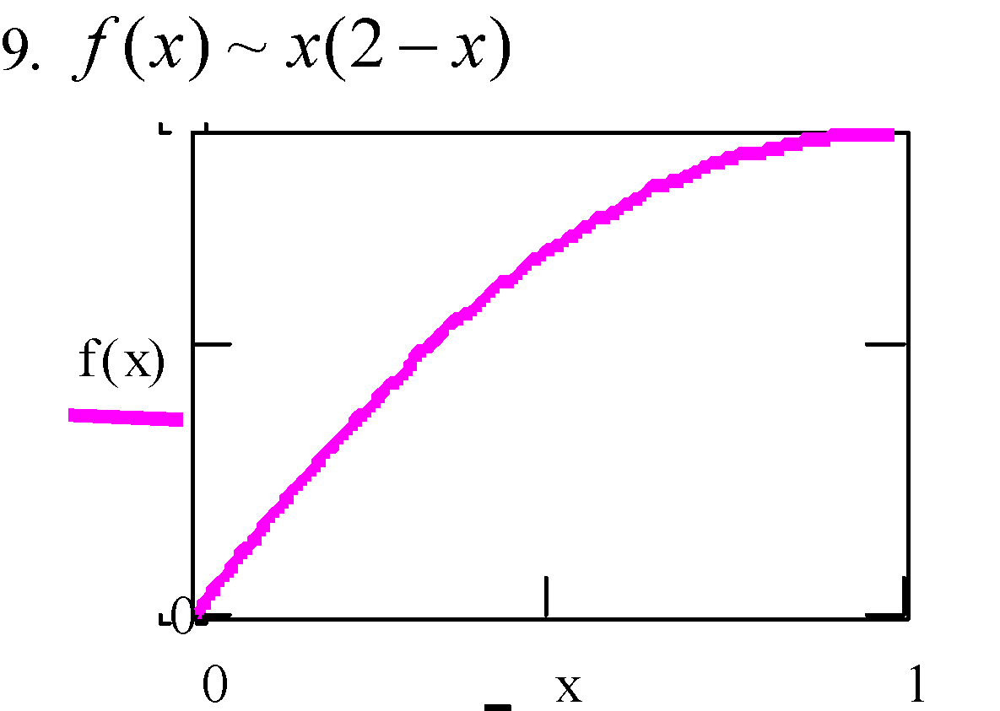 9. f(x) ~ x(2 − x)
f(x)
0
0 x 1